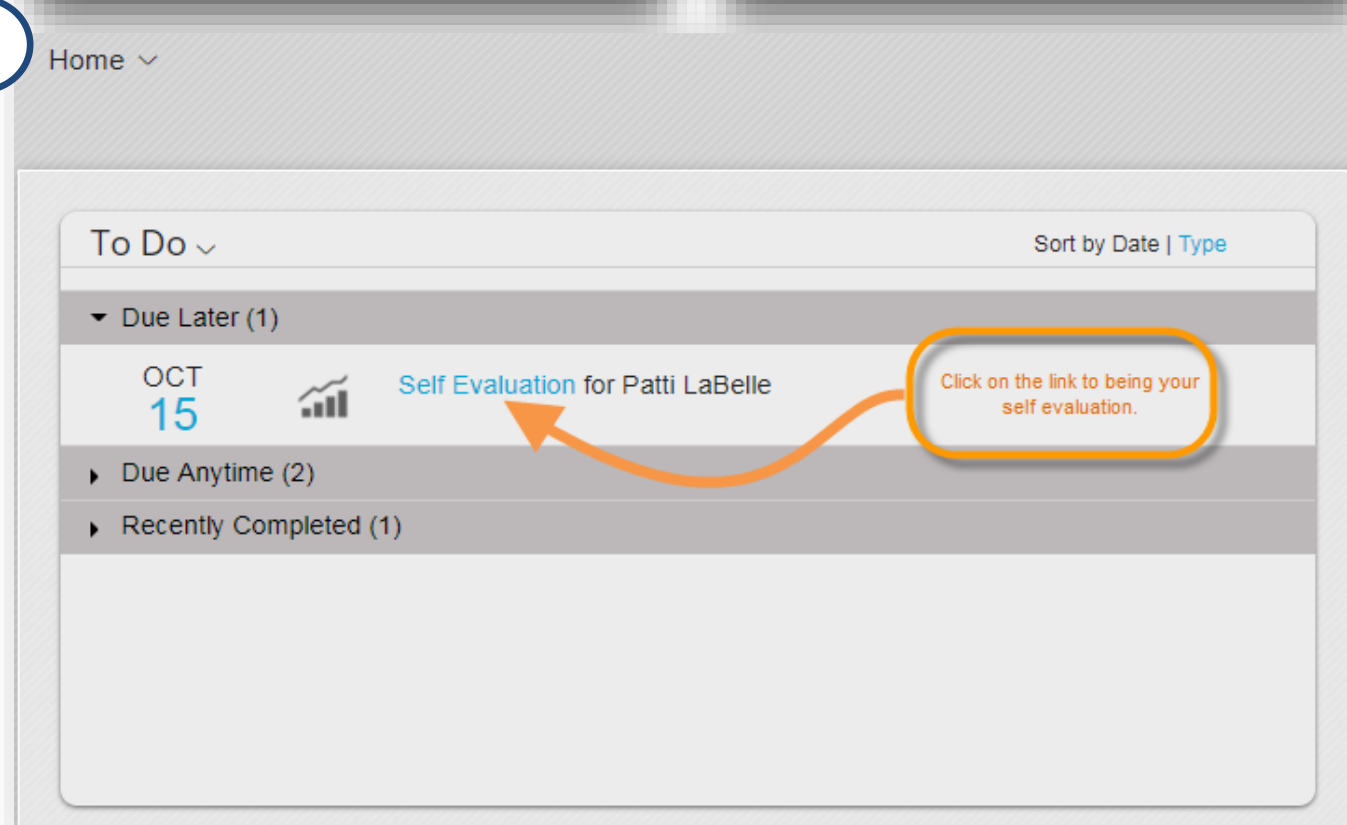 Home
To Do
Sort by Date | Type
Due Later (1)
OCT
15
Self Evaluation for Patti LaBelle
Click on the link to being your
self evaluation.
Due Anytime (2)
Recently Completed (1)